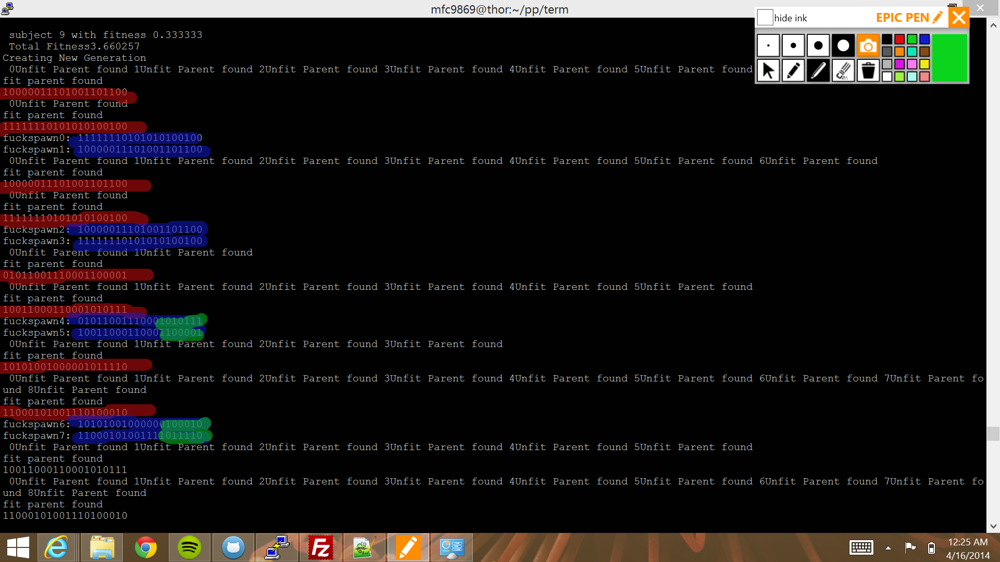 mfc9869@thor:~/pp/term
hide ink
EPIC PEN
subject 9 with fitness 0.333333
Total Fitness3.660257
Creating New Generation
0Unfit Parent found 1Unfit Parent found 2Unfit Parent found 3Unfit Parent found 4Unfit Parent found 5Unfit Parent found
fit parent found
10000011101001101100
0Unfit Parent found
fit parent found
11111110101010100100
fuckspawn0: 11111110101010100100
fuckspawn1: 10000011101001101100
0Unfit Parent found 1Unfit Parent found 2Unfit Parent found 3Unfit Parent found 4Unfit Parent found 5Unfit Parent found 6Unfit Parent found
fit parent found
10000011101001101100
0Unfit Parent found
fit parent found
11111110101010100100
fuckspawn2: 10000011101001101100
fuckspawn3: 11111110101010100100
0Unfit Parent found 1Unfit Parent found
fit parent found
01011001110001100001
0Unfit Parent found 1Unfit Parent found 2Unfit Parent found 3Unfit Parent found 4Unfit Parent found 5Unfit Parent found
fit parent found
10011000110001010111
fuckspawn4: 01011001110001010111
fuckspawn5: 10011000110001100001
0Unfit Parent found 1Unfit Parent found 2Unfit Parent found 3Unfit Parent found
fit parent found
10101001000001011110
0Unfit Parent found 1Unfit Parent found 2Unfit Parent found 3Unfit Parent found 4Unfit Parent found 5Unfit Parent found 6Unfit Parent found 7Unfit Parent fo
und 8Unfit Parent found
fit parent found
11000101001110100010
fuckspawn6: 10101001000000100010
fuckspawn7: 11000101001111011110
0Unfit Parent found 1Unfit Parent found 2Unfit Parent found 3Unfit Parent found 4Unfit Parent found 5Unfit Parent found
fit parent found
10011000110001010111
0Unfit Parent found 1Unfit Parent found 2Unfit Parent found 3Unfit Parent found 4Unfit Parent found 5Unfit Parent found 6Unfit Parent found 7Unfit Parent fo
und 8Unfit Parent found
fit parent found
11000101001110100010
Fz
12:25 AM
4/16/2014